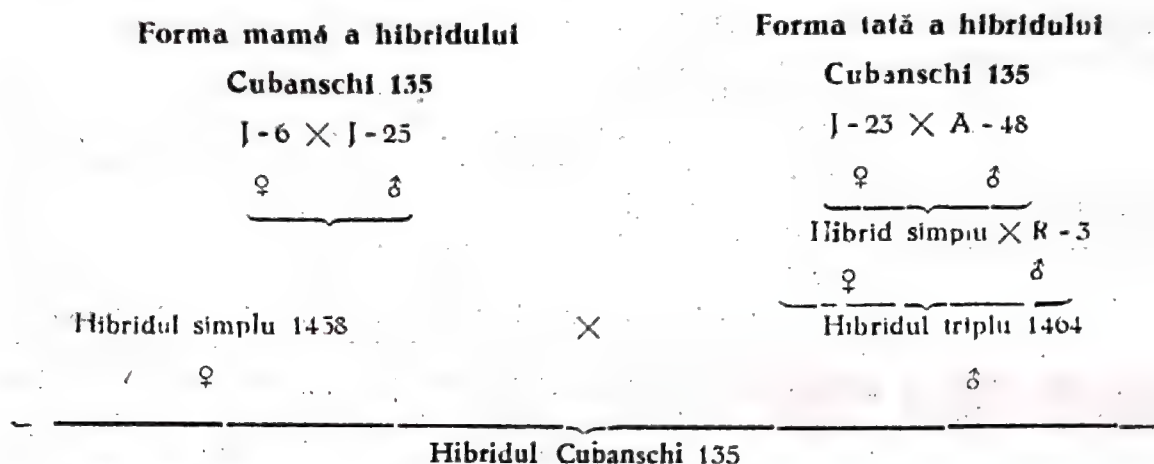 Forma mamă a hibridului
Cubanschi 135
J-6 × J-25
♀ ♂
Hibridul simplu 1438
♀
Forma tată a hibridului
Cubanschi 135
J-23 × A-48
♀ ♂
Hibrid simplu × R-3
♀ ♂
×
Hibridul triplu 1464
♂
Hibridul Cubanschi 135